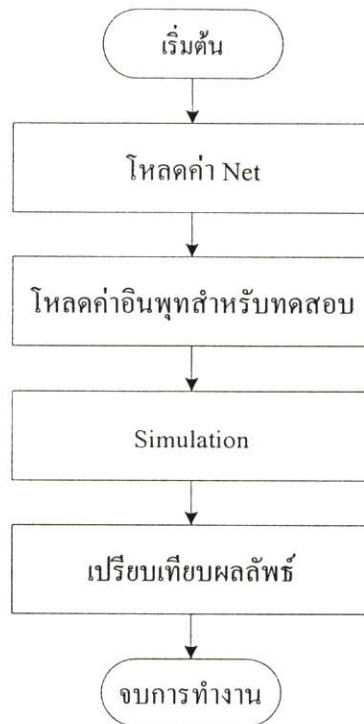 เริ่มต้น
โหลดค่า Net
โหลดค่าอินพุทสำหรับทดสอบ
Simulation
เปรียบเทียบผลลัพธ์
จบการทำงาน